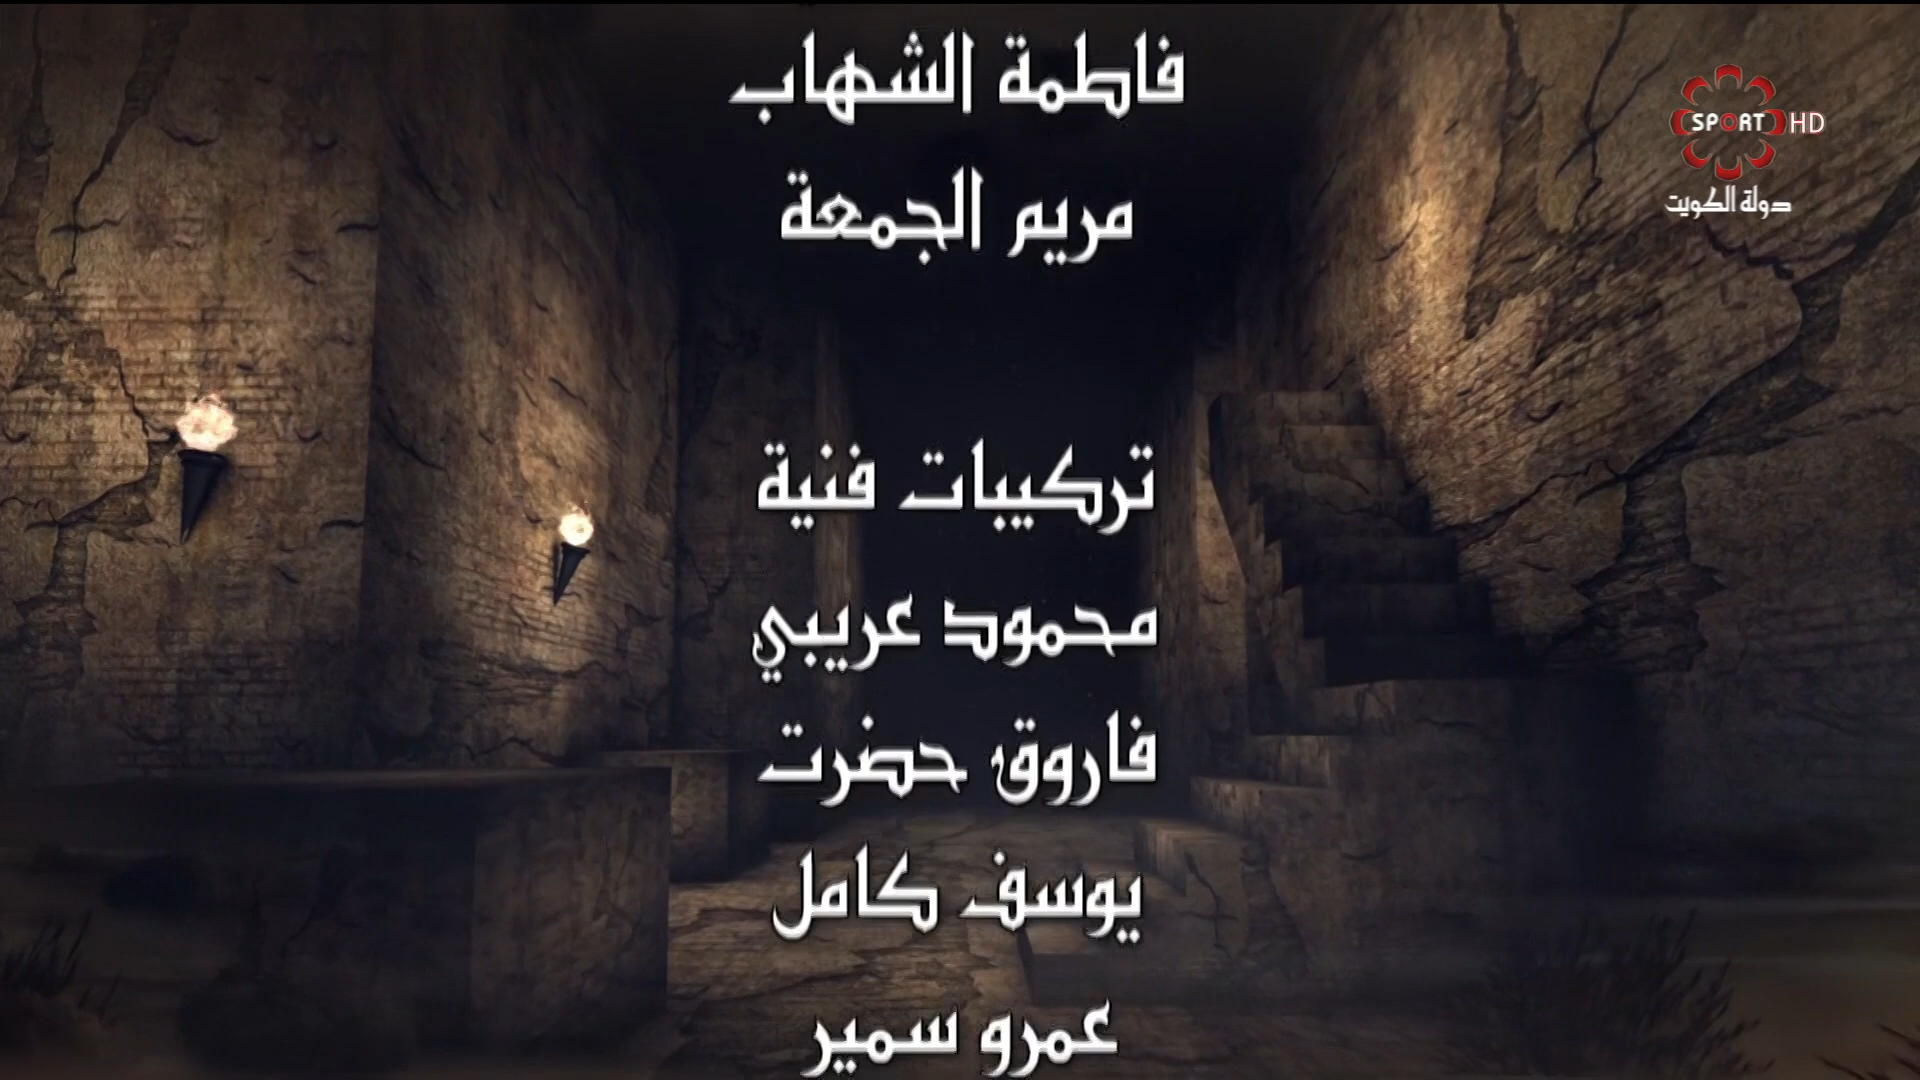 فاطمة الشهاب
SPORT HD
دولة الكويت
مريم الجمعة
تركيبات فنية
محمود عريبي
فاروق حضرت
يوسف كامل
عمرو سمير